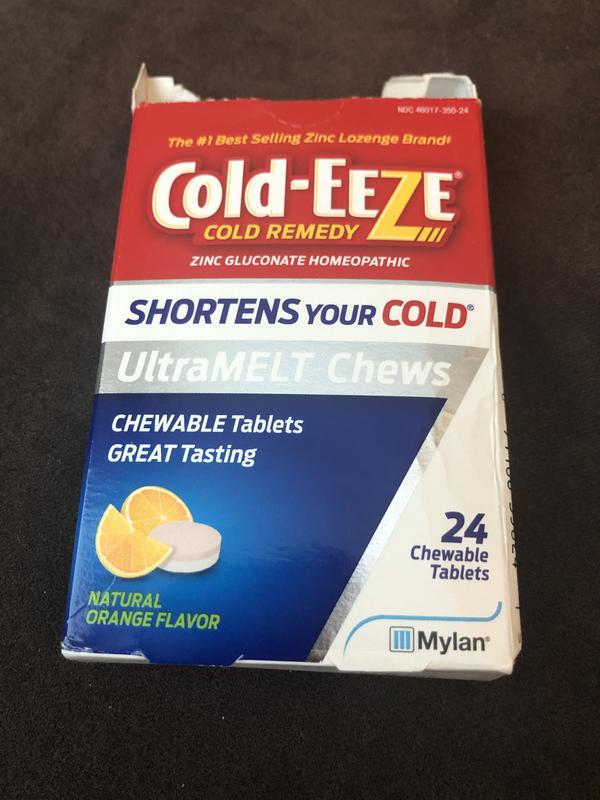 NDC 46017-350-24
The #1 Best Selling Zinc Lozenge Brand‡
Cold-EEZE®
COLD REMEDY
ZINC GLUCONATE HOMEOPATHIC
SHORTENS YOUR COLD®
UltraMELT Chews
CHEWABLE Tablets
GREAT Tasting
24
Chewable
Tablets
NATURAL
ORANGE FLAVOR
Mylan®